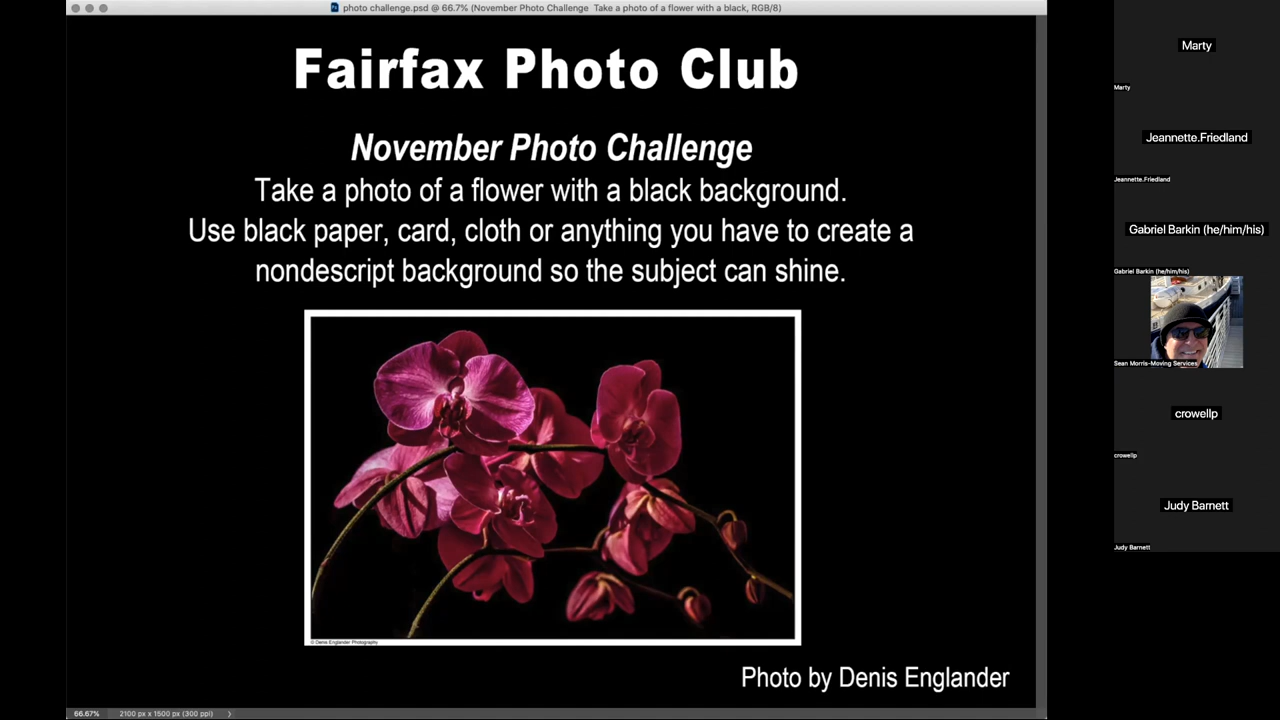 photo challenge.psd @ 66.7% (November Photo Challenge  Take a photo of a flower with a black, RGB/8)
Fairfax Photo Club
November Photo Challenge
Take a photo of a flower with a black background.
Use black paper, card, cloth or anything you have to create a
nondescript background so the subject can shine.
© Denis Englander Photography
Photo by Denis Englander
66.67%
2100 px x 1500 px (300 ppi)
Marty
Marty
Jeannette.Friedland
Jeannette.Friedland
Gabriel Barkin (he/him/his)
Gabriel Barkin (he/him/his)
Sean Morris-Moving Services
crowellp
crowellp
Judy Barnett
Judy Barnett